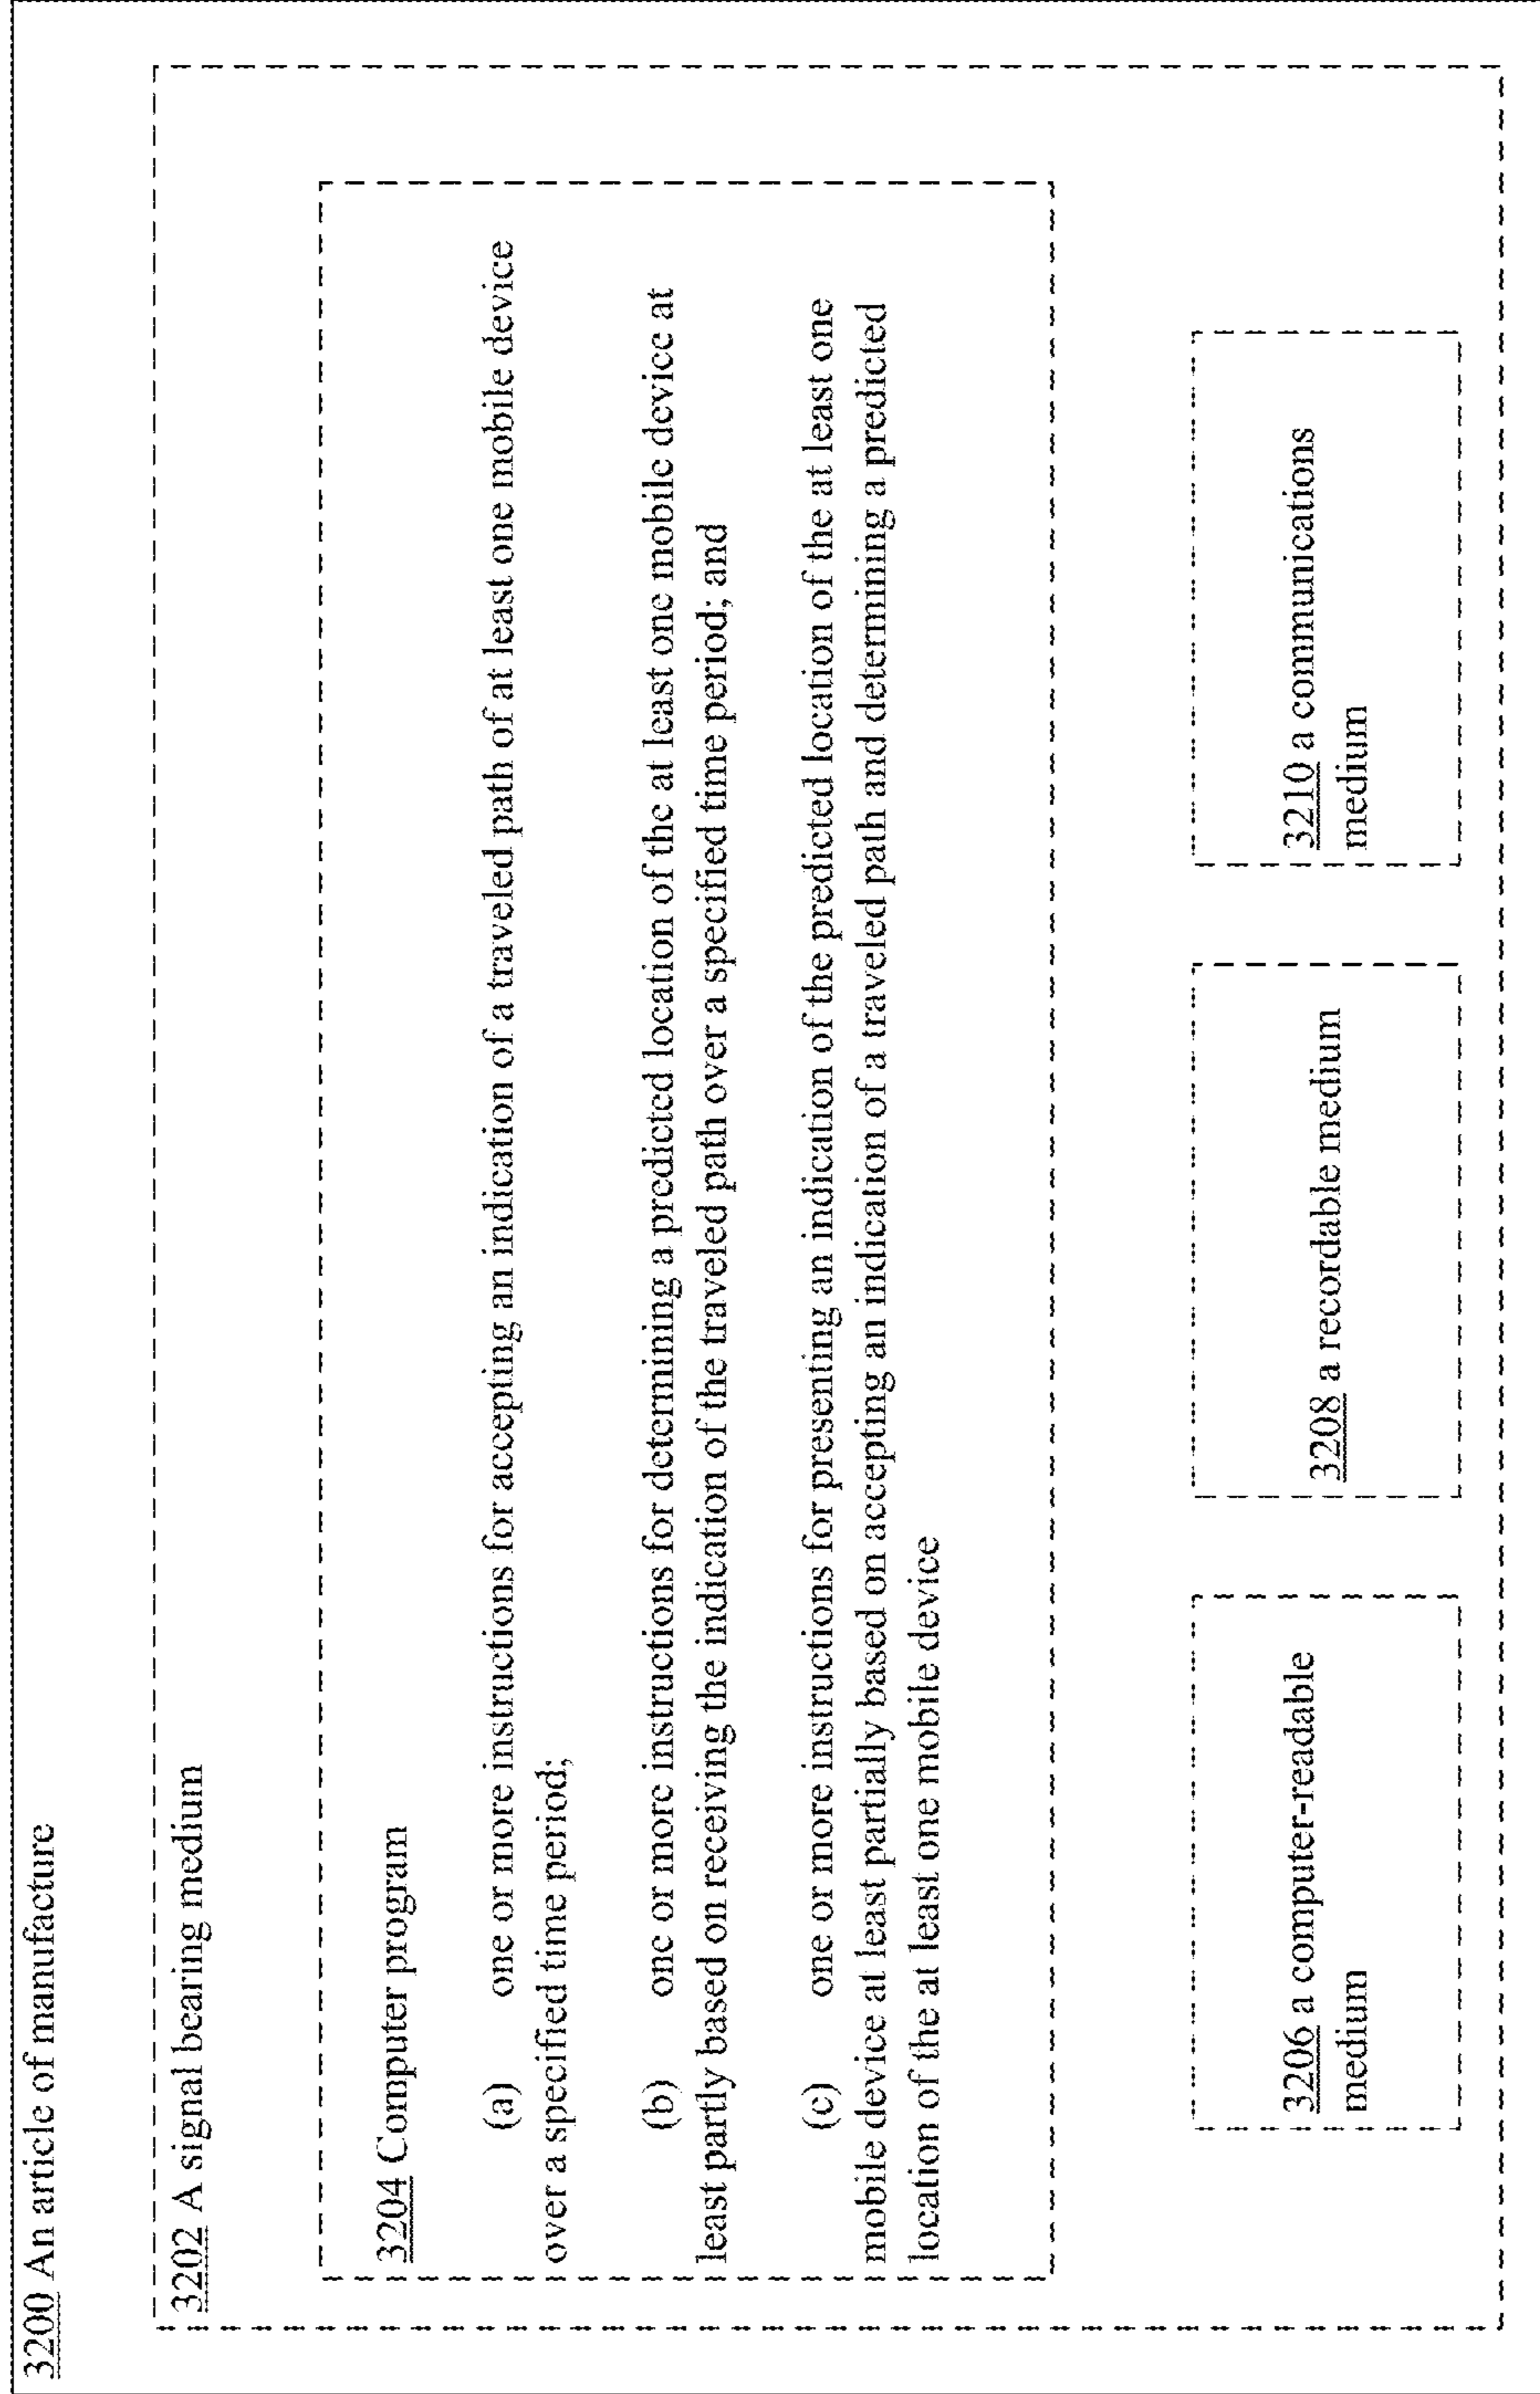 3200 An article of manufacture
3202 A signal bearing medium
3204 Computer program
(a) one or more instructions for accepting an indication of a traveled path of at least one mobile device
over a specified time period;
(b) one or more instructions for determining a predicted location of the at least one mobile device at
least partly based on receiving the indication of the traveled path over a specified time period; and
(c) one or more instructions for presenting an indication of the predicted location of the at least one
mobile device at least partially based on accepting an indication of a traveled path and determining a predicted
location of the at least one mobile device
3206 a computer-readable
medium
3208 a recordable medium
3210 a communications
medium